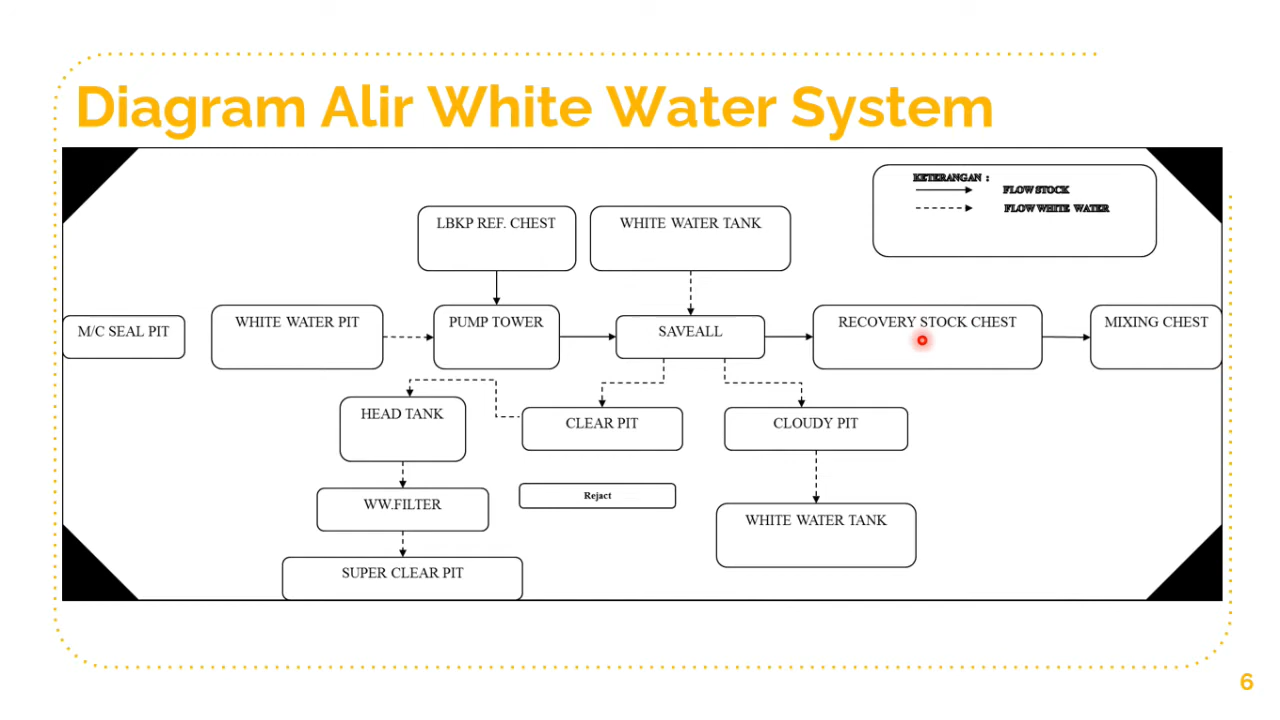 Diagram Alir White Water System
KETERANGAN :
FLOW STOCK
FLOW WHITE WATER
LBKP REF. CHEST
WHITE WATER TANK
M/C SEAL PIT
WHITE WATER PIT
PUMP TOWER
SAVEALL
RECOVERY STOCK CHEST
MIXING CHEST
HEAD TANK
CLEAR PIT
CLOUDY PIT
WW.FILTER
Reject
WHITE WATER TANK
SUPER CLEAR PIT
6